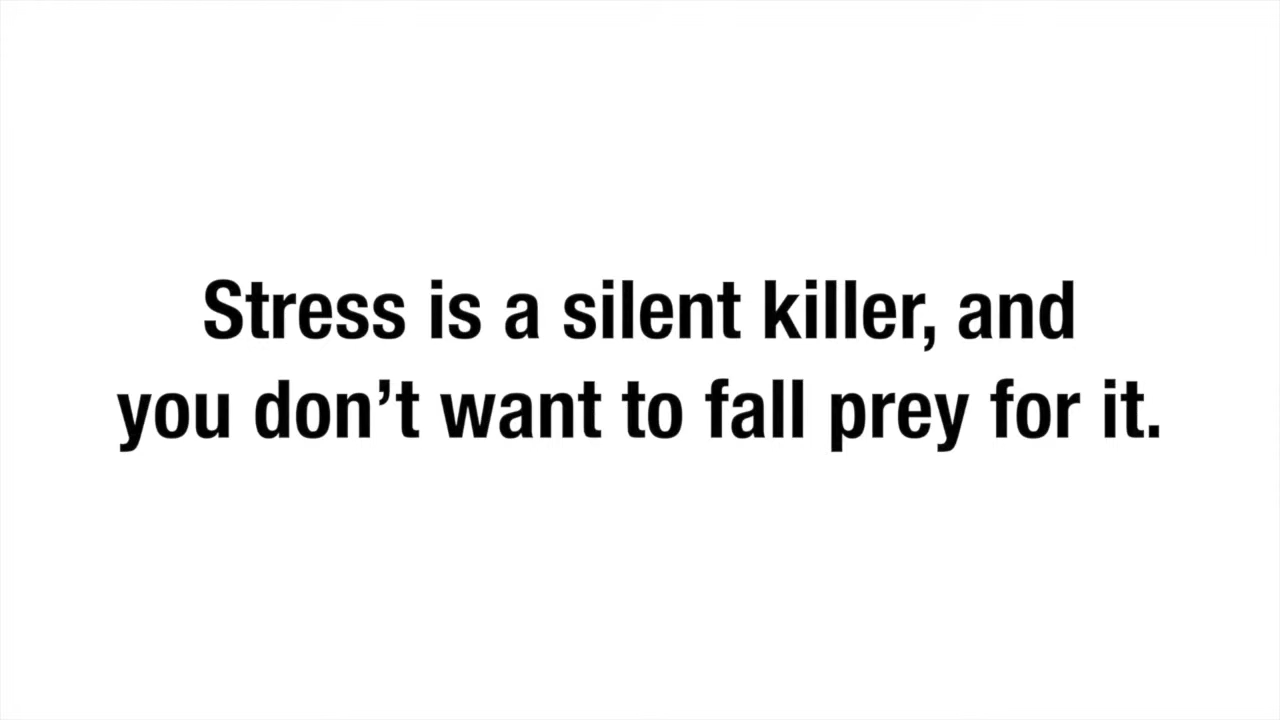 Stress is a silent killer, and
you don’t want to fall prey for it.